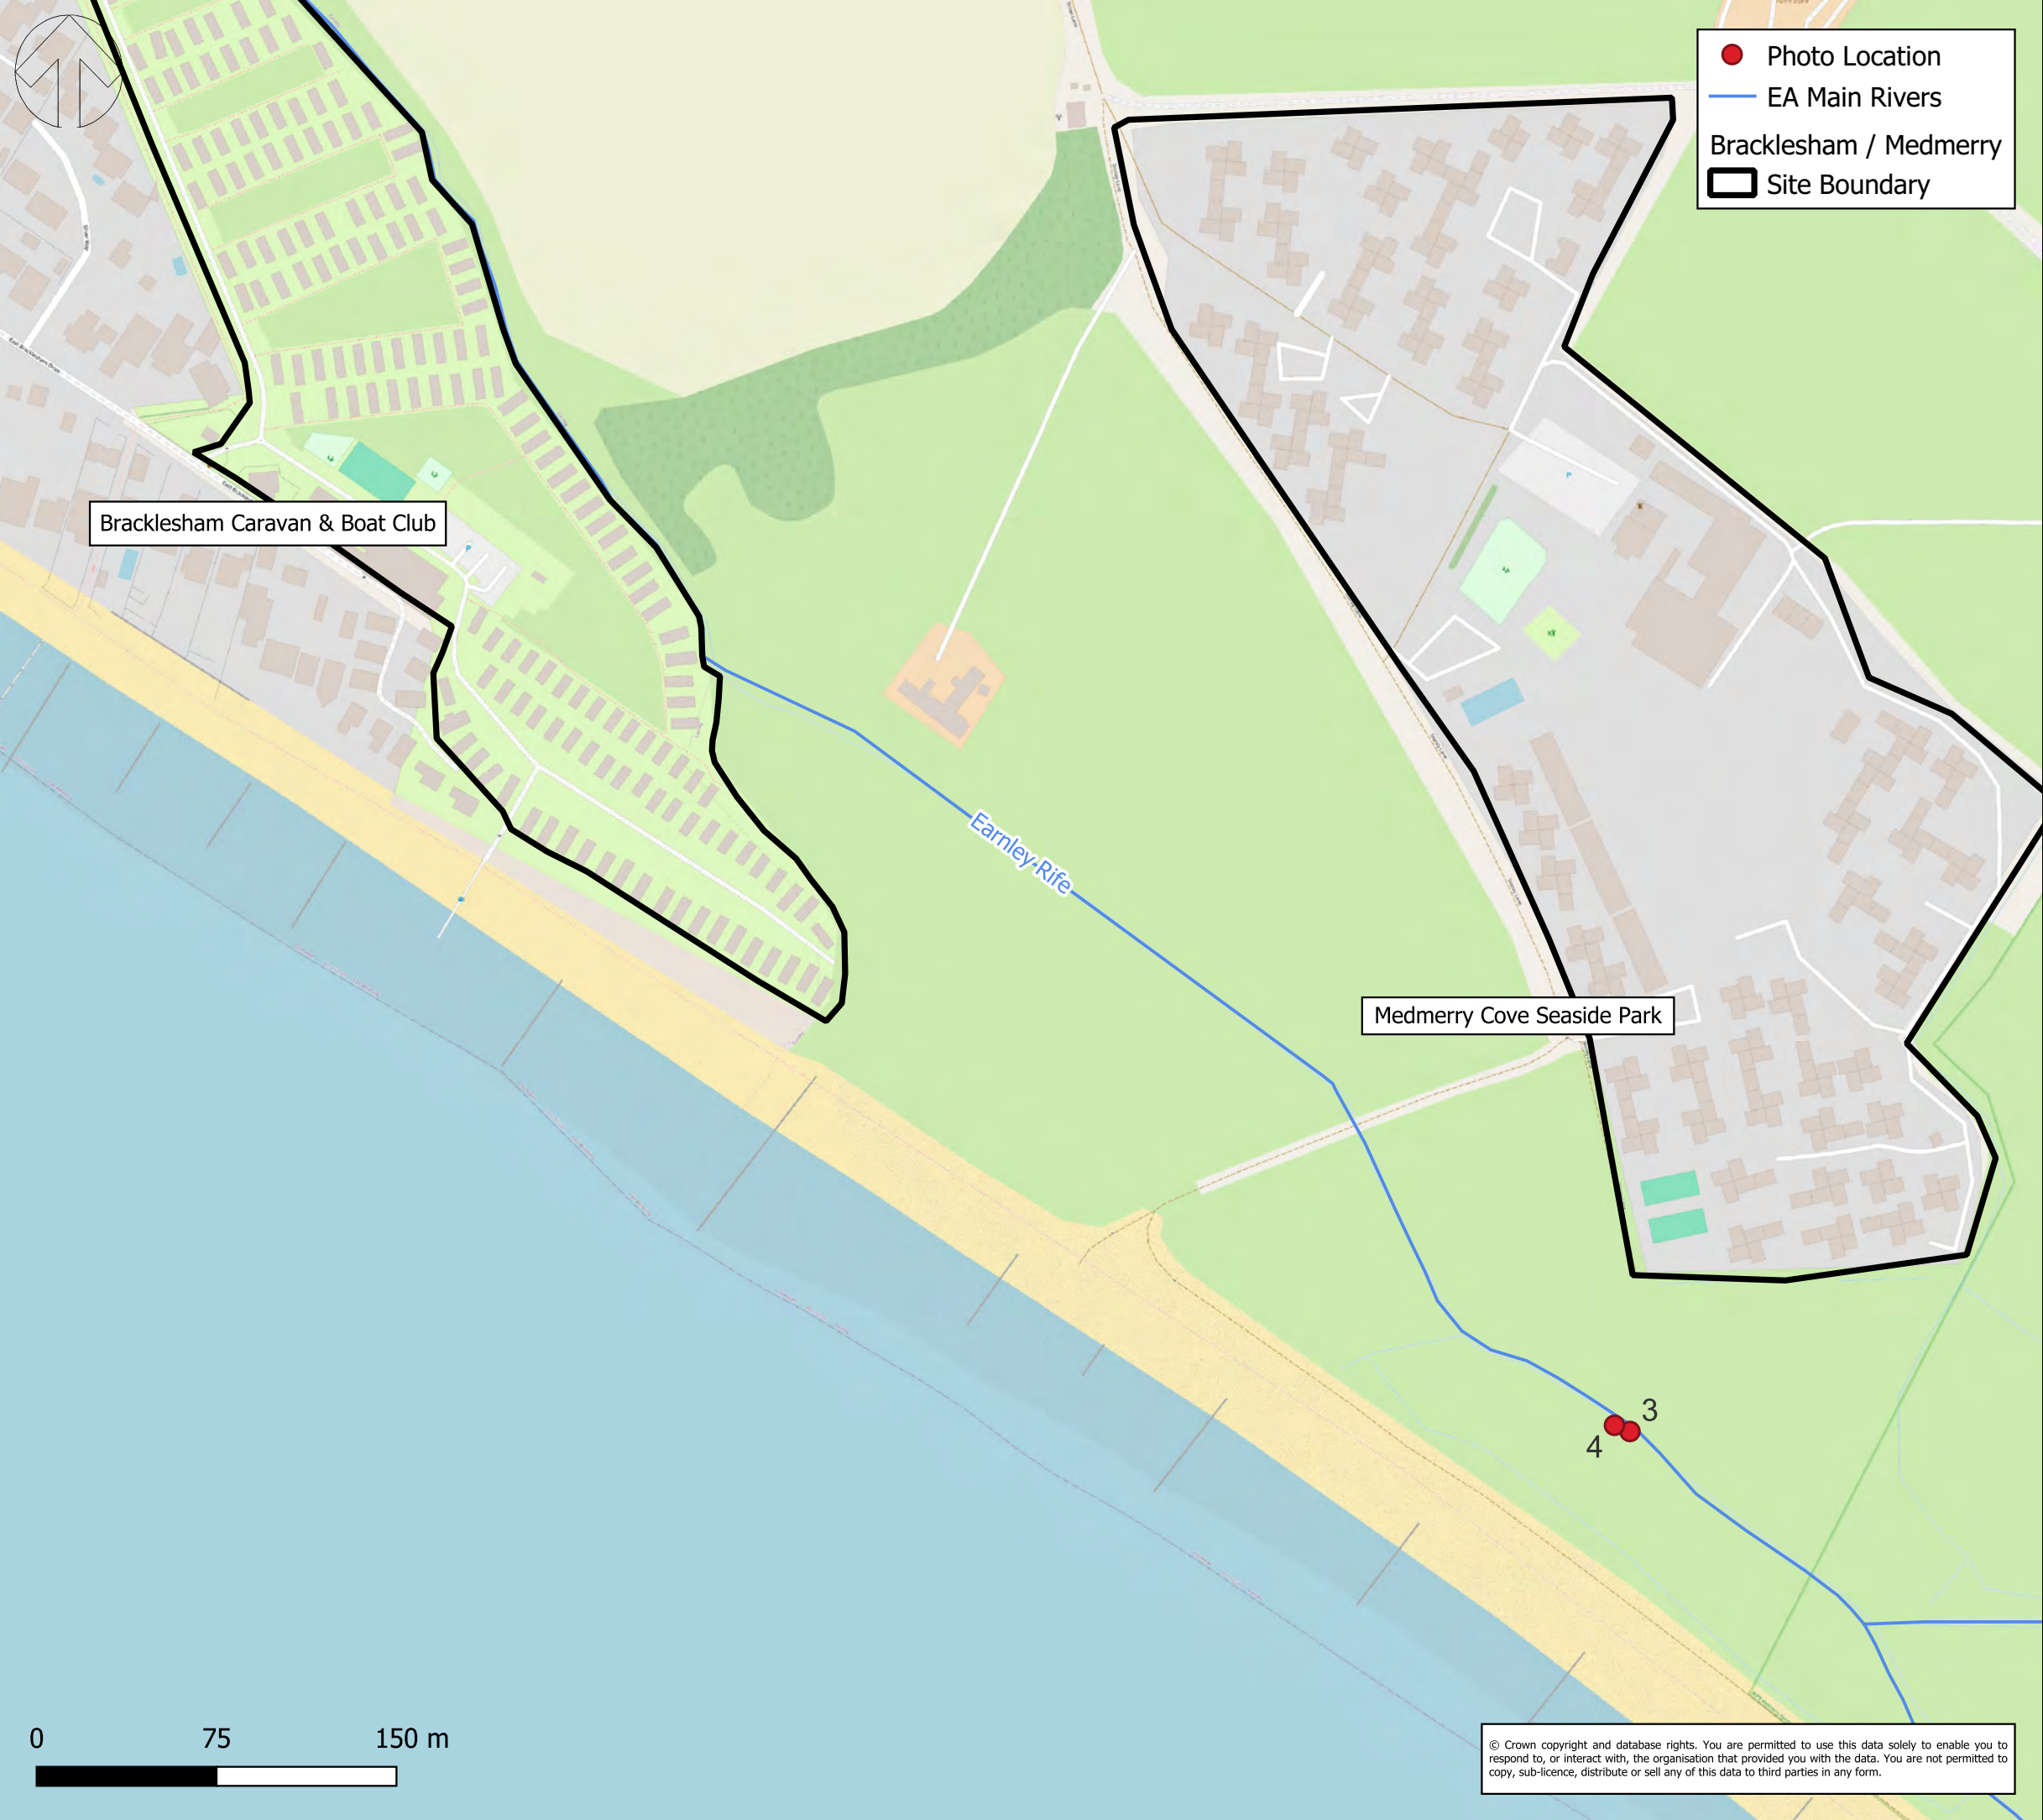 Photo Location
EA Main Rivers
Bracklesham / Medmerry
Site Boundary
East Bracklesham Drive
P
Bracklesham Caravan & Boat Club
P
Earnley Rife
Medmerry Cove Seaside Park
3
4
0 75 150 m
© Crown copyright and database rights. You are permitted to use this data solely to enable you to
respond to, or interact with, the organisation that provided you with the data. You are not permitted to
copy, sub-licence, distribute or sell any of this data to third parties in any form.